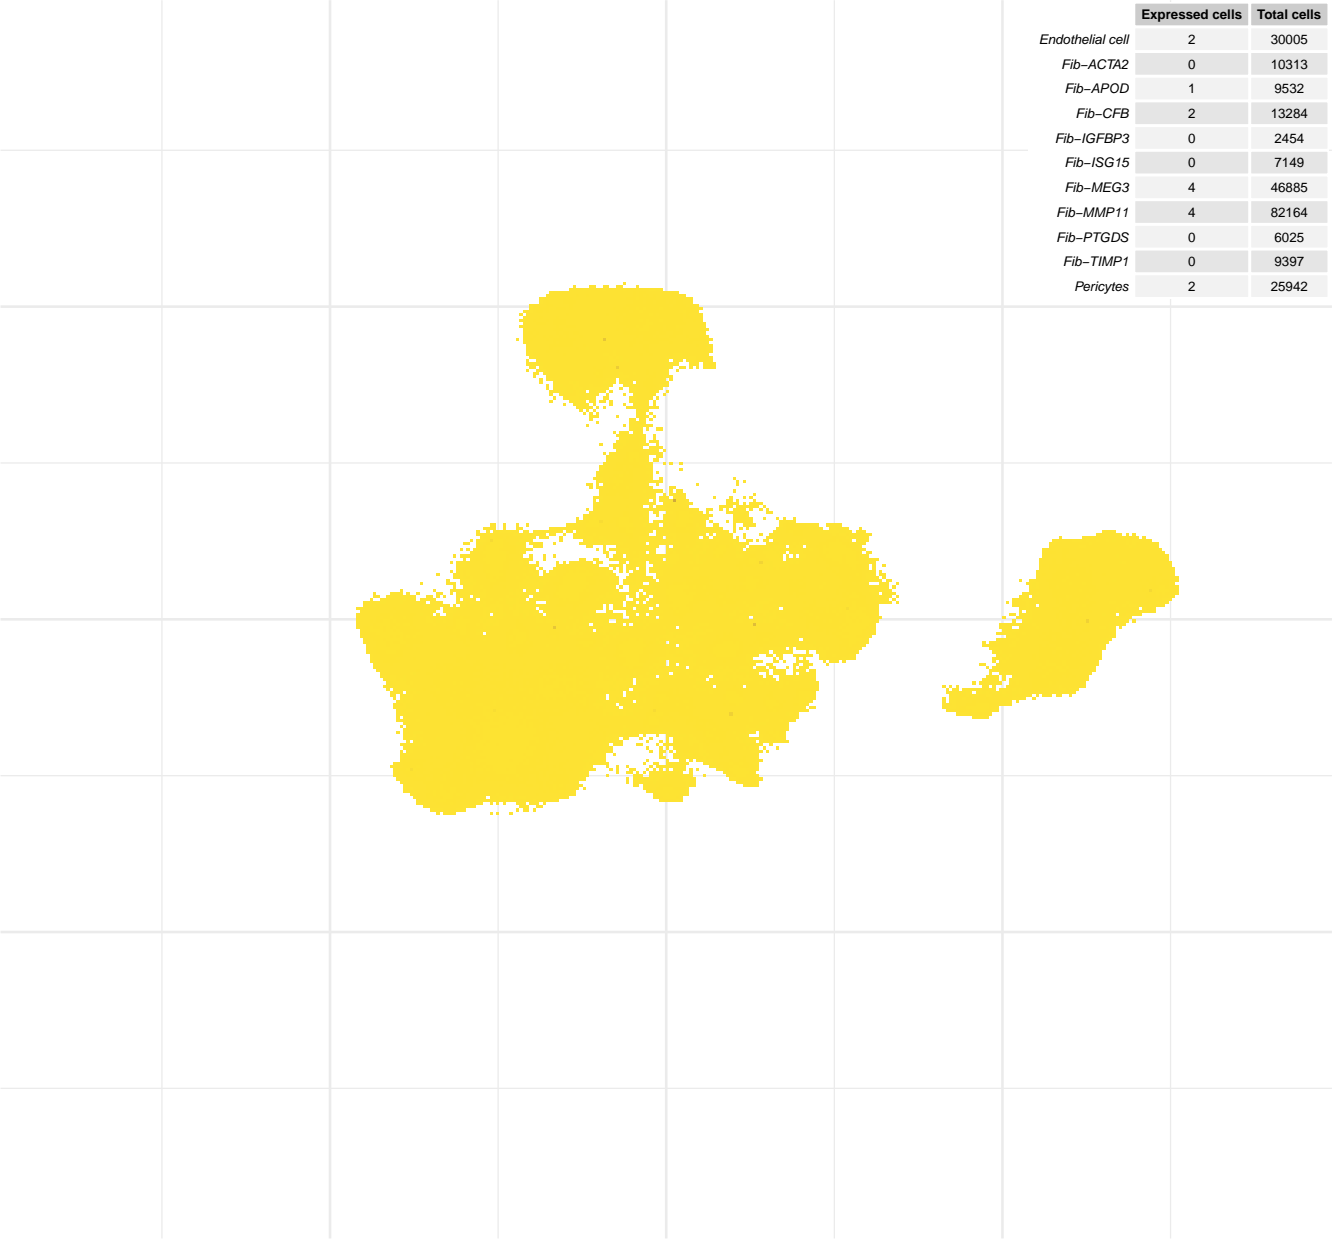 Expressed cells Total cells
Endothelial cell 2 30005
Fib−ACTA2 0 10313
Fib−APOD 1 9532
Fib−CFB 2 13284
Fib−IGFBP3 0 2454
Fib−ISG15 0 7149
Fib−MEG3 4 46885
Fib−MMP11 4 82164
Fib−PTGDS 0 6025
Fib−TIMP1 0 9397
Pericytes 2 25942